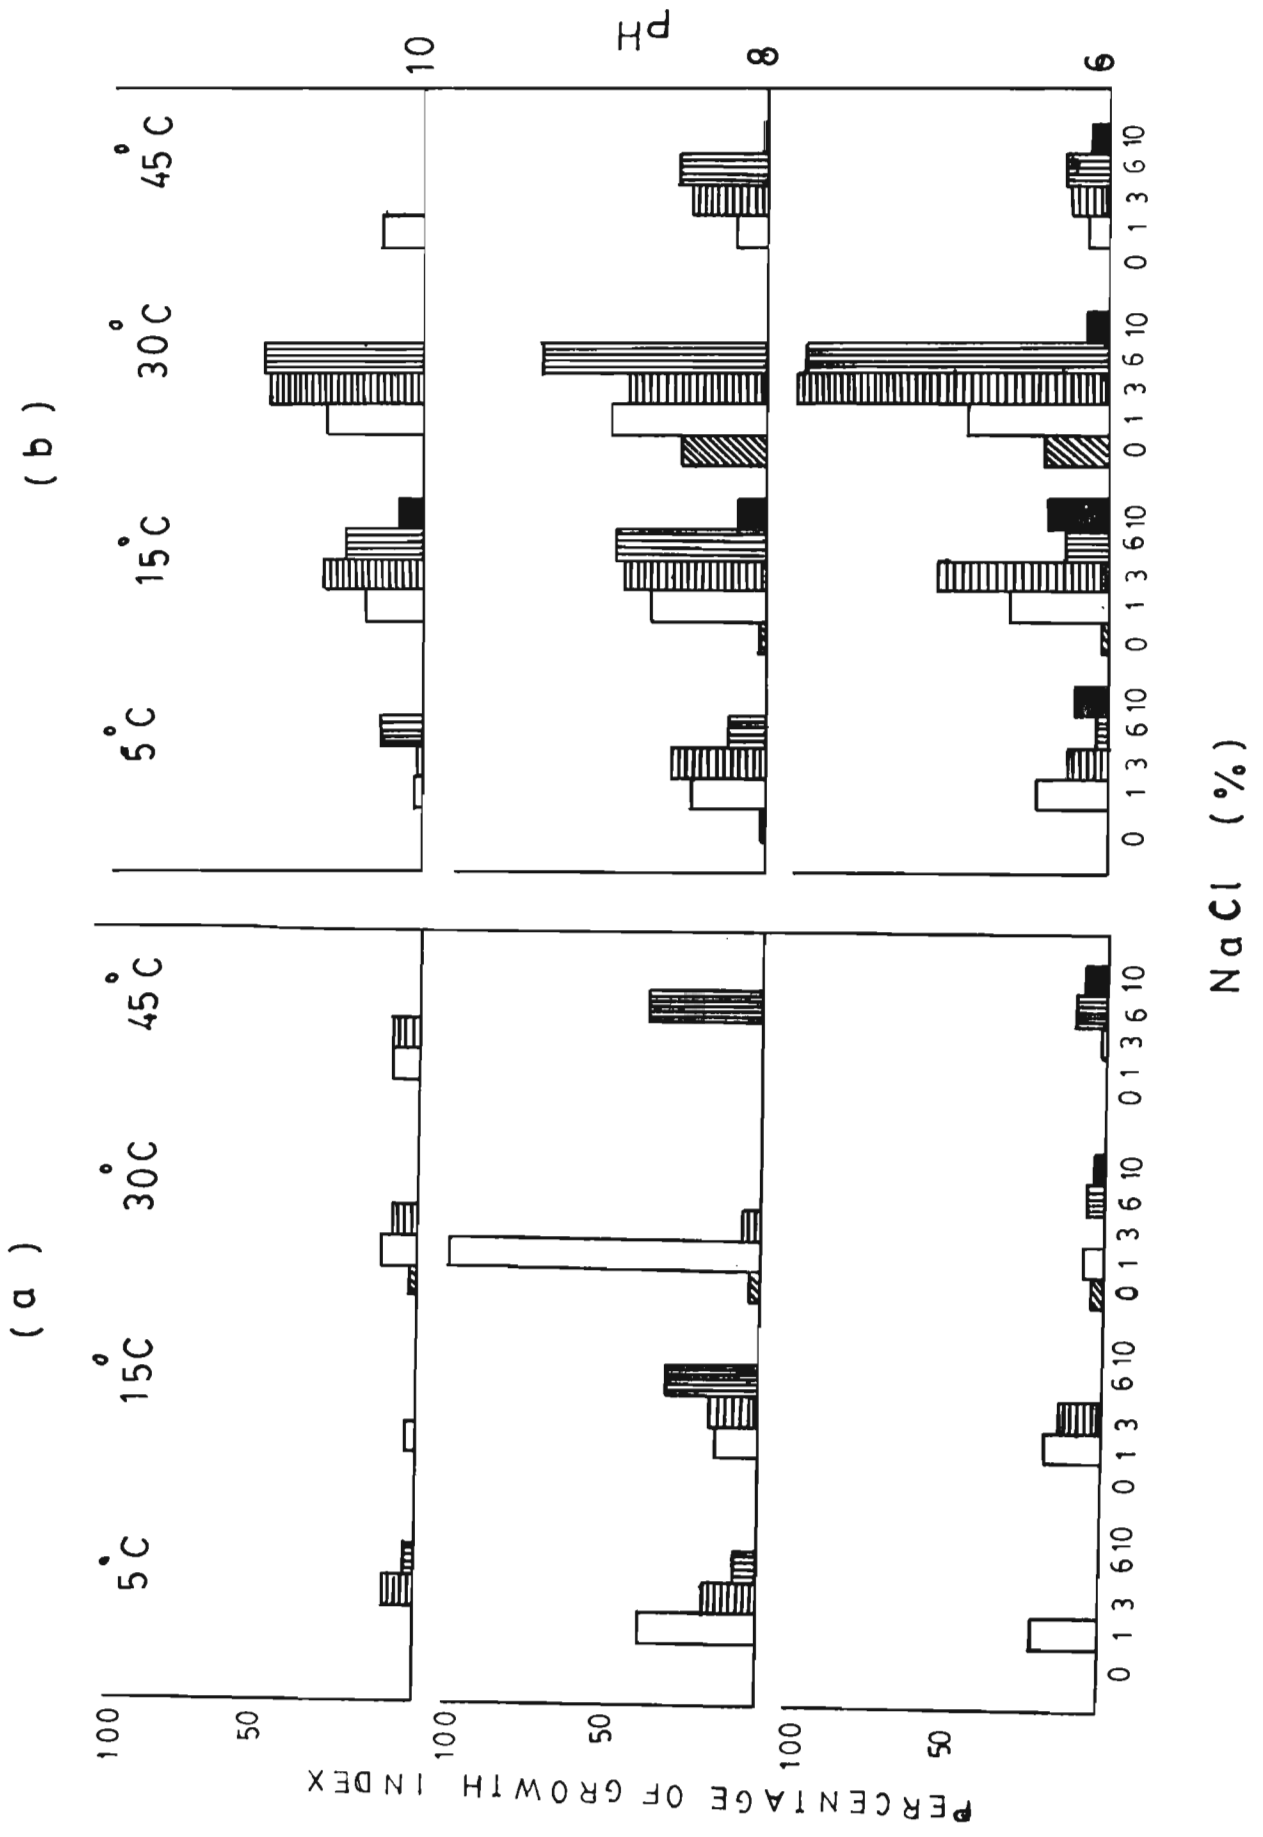 (a)
(b)
5°C 15°C 30°C 45°C
5°C 15°C 30°C 45°C
100
50
10
100
50
8
100
50
6
PERCENTAGE OF GROWTH INDEX
PH
0 1 3 6 10 0 1 3 6 10 0 1 3 6 10 0 1 3 6 10
0 1 3 6 10 0 1 3 6 10 0 1 3 6 10 0 1 3 6 10
NaCl (%)